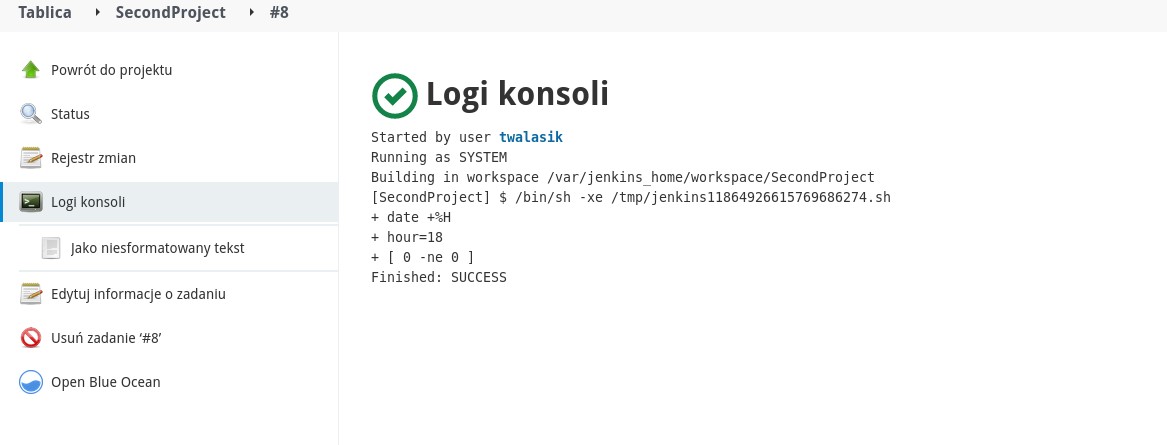 Tablica ▸ SecondProject ▸ #8
Powrót do projektu
Status
Rejestr zmian
Logi konsoli
Jako niesformatowany tekst
Edytuj informacje o zadaniu
Usuń zadanie ‘#8’
Open Blue Ocean
Logi konsoli
Started by user twalasik
Running as SYSTEM
Building in workspace /var/jenkins_home/workspace/SecondProject
[SecondProject] $ /bin/sh -xe /tmp/jenkins11864926615769686274.sh
+ date +%H
+ hour=18
+ [ 0 -ne 0 ]
Finished: SUCCESS